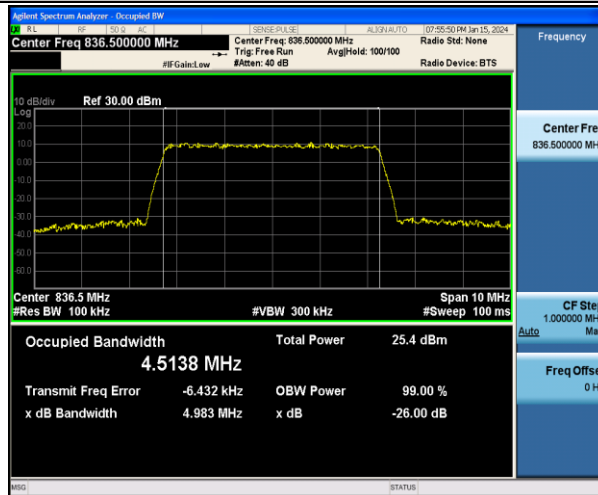 Agilent Spectrum Analyzer - Occupied BW
RL RF 50 Ω AC SENSE:PULSE ALIGNAUTO 07:55:50 PM Jan 15, 2024
Center Freq 836.500000 MHz Center Freq: 836.500000 MHz Radio Std: None Frequency
Trig: Free Run Avg|Hold: 100/100
#IFGain:Low #Atten: 40 dB Radio Device: BTS
10 dB/div Ref 30.00 dBm
Log
20.0
10.0
0.00
-10.0
-20.0
-30.0
-40.0
-50.0
-60.0
Center Fre
836.500000 MH
Center 836.5 MHz Span 10 MHz
#Res BW 100 kHz #VBW 300 kHz #Sweep 100 ms
CF Ste
1.000000 MH
Auto Ma
Occupied Bandwidth Total Power 25.4 dBm
4.5138 MHz
Transmit Freq Error -6.432 kHz OBW Power 99.00 %
x dB Bandwidth 4.983 MHz x dB -26.00 dB
Freq Offse
0 H
MSG STATUS